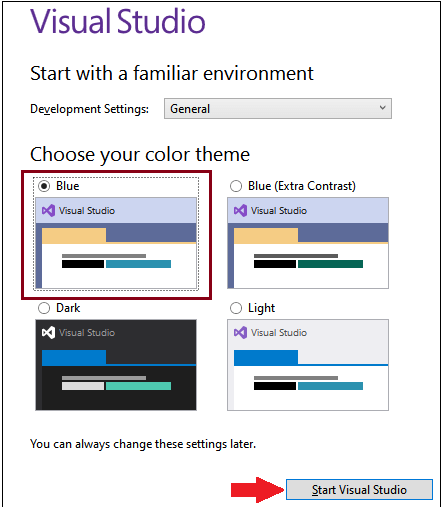 Visual Studio
Start with a familiar environment
Development Settings: General
Choose your color theme
Blue
Blue (Extra Contrast)
Visual Studio
Visual Studio
Dark
Light
Visual Studio
Visual Studio
You can always change these settings later.
Start Visual Studio